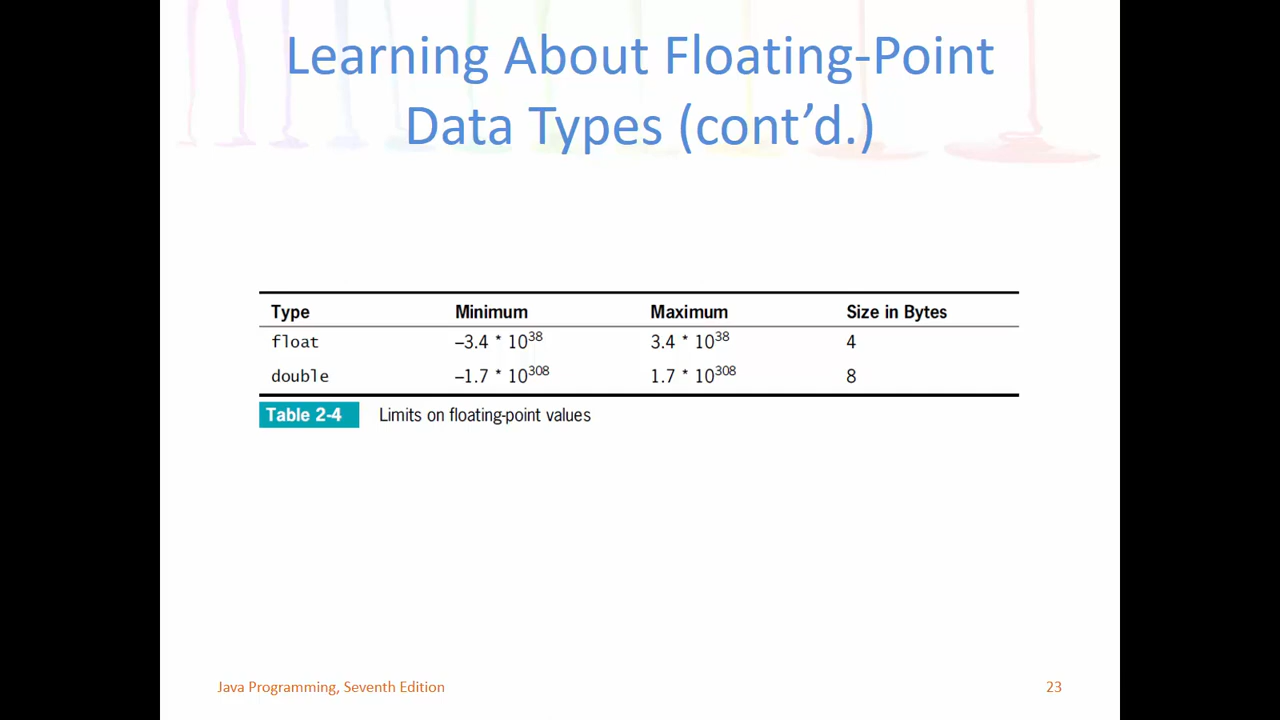 Learning About Floating-Point
Data Types (cont’d.)
Type Minimum Maximum Size in Bytes
float –3.4 * 10³⁸ 3.4 * 10³⁸ 4
double –1.7 * 10³⁰⁸ 1.7 * 10³⁰⁸ 8
Table 2-4 Limits on floating-point values
Java Programming, Seventh Edition 23